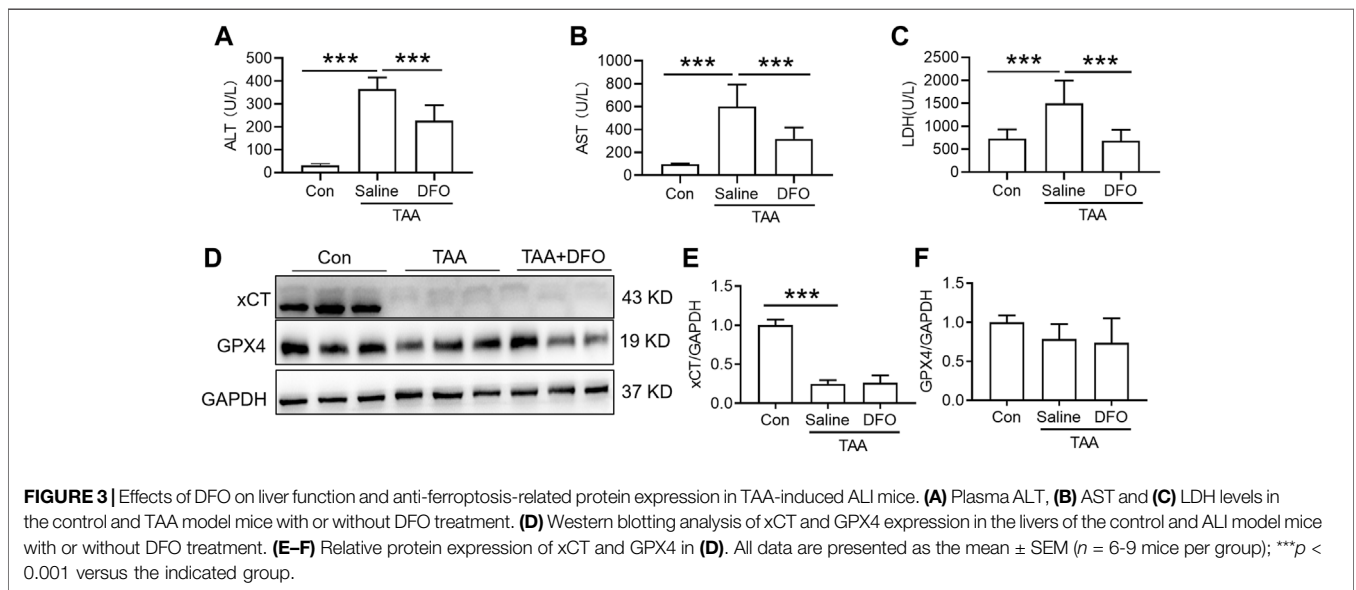 A
ALT (U/L)
500
400
300
200
100
0
*** ***
Con Saline DFO
TAA
B
AST (U/L)
1000
800
600
400
200
0
*** ***
Con Saline DFO
TAA
C
LDH(U/L)
2500
2000
1500
1000
500
0
*** ***
Con Saline DFO
TAA
D
Con TAA TAA+DFO
xCT 43 KD
GPX4 19 KD
GAPDH 37 KD
E
xCT/GAPDH
1.5
1.0
0.5
0.0
***
Con Saline DFO
TAA
F
GPX4/GAPDH
1.5
1.0
0.5
0.0
Con Saline DFO
TAA
FIGURE 3 | Effects of DFO on liver function and anti-ferroptosis-related protein expression in TAA-induced ALI mice. (A) Plasma ALT, (B) AST and (C) LDH levels in
the control and TAA model mice with or without DFO treatment. (D) Western blotting analysis of xCT and GPX4 expression in the livers of the control and ALI model mice
with or without DFO treatment. (E–F) Relative protein expression of xCT and GPX4 in (D). All data are presented as the mean ± SEM (n = 6-9 mice per group); ***p <
0.001 versus the indicated group.